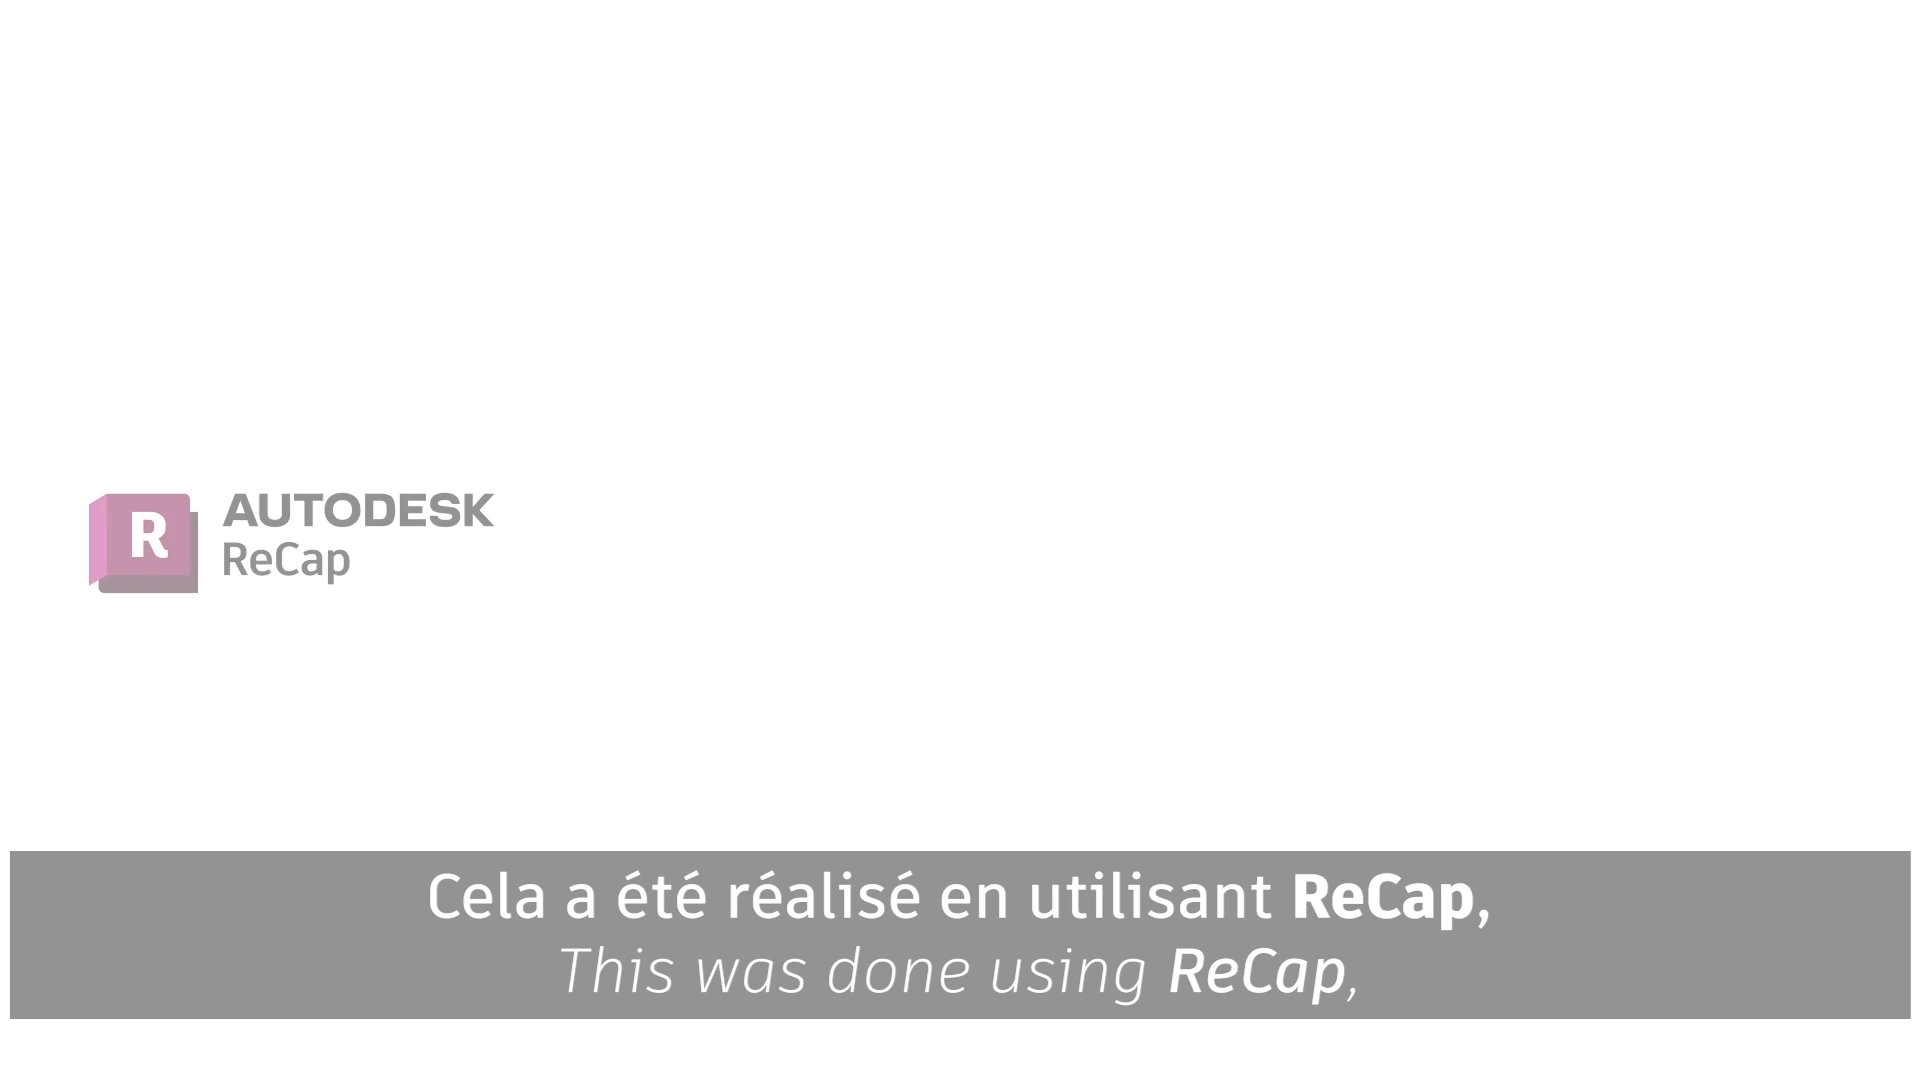 R
AUTODESK
ReCap
Cela a été réalisé en utilisant ReCap,
This was done using ReCap,